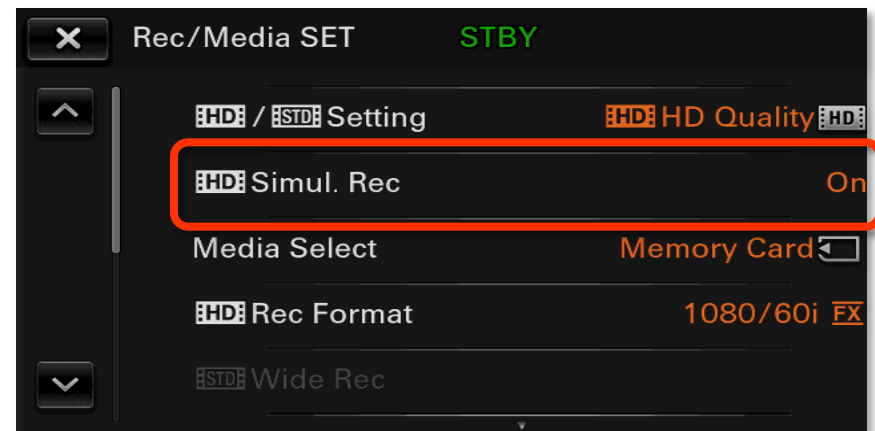 Rec/Media SET STBY
HD / STD Setting HD HD Quality HD
HD Simul. Rec On
Media Select Memory Card
HD Rec Format 1080/60i FX
STD Wide Rec